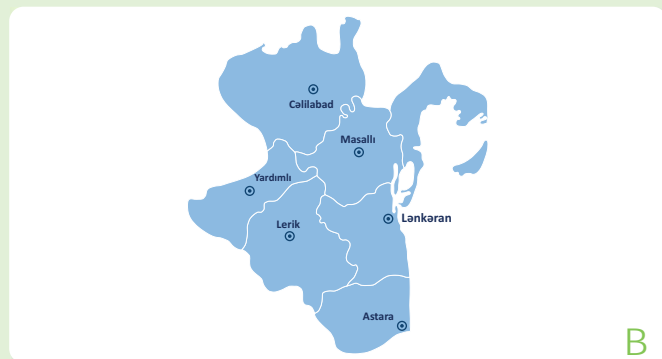 Cəlilabad
Masallı
Yardımlı
Lənkəran
Lerik
Astara
B